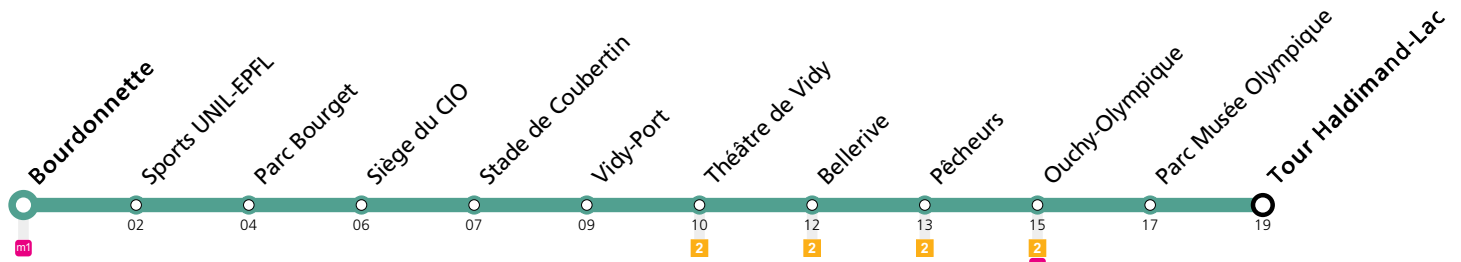 Bourdonnette
Sports UNIL-EPFL
Parc Bourget
Siège du CIO
Stade de Coubertin
Vidy-Port
Théâtre de Vidy
Bellerive
Pêcheurs
Ouchy-Olympique
Parc Musée Olympique
Tour Haldimand-Lac
02 04 06 07 09 10 12 13 15 17 19
m1 2 2 2 2